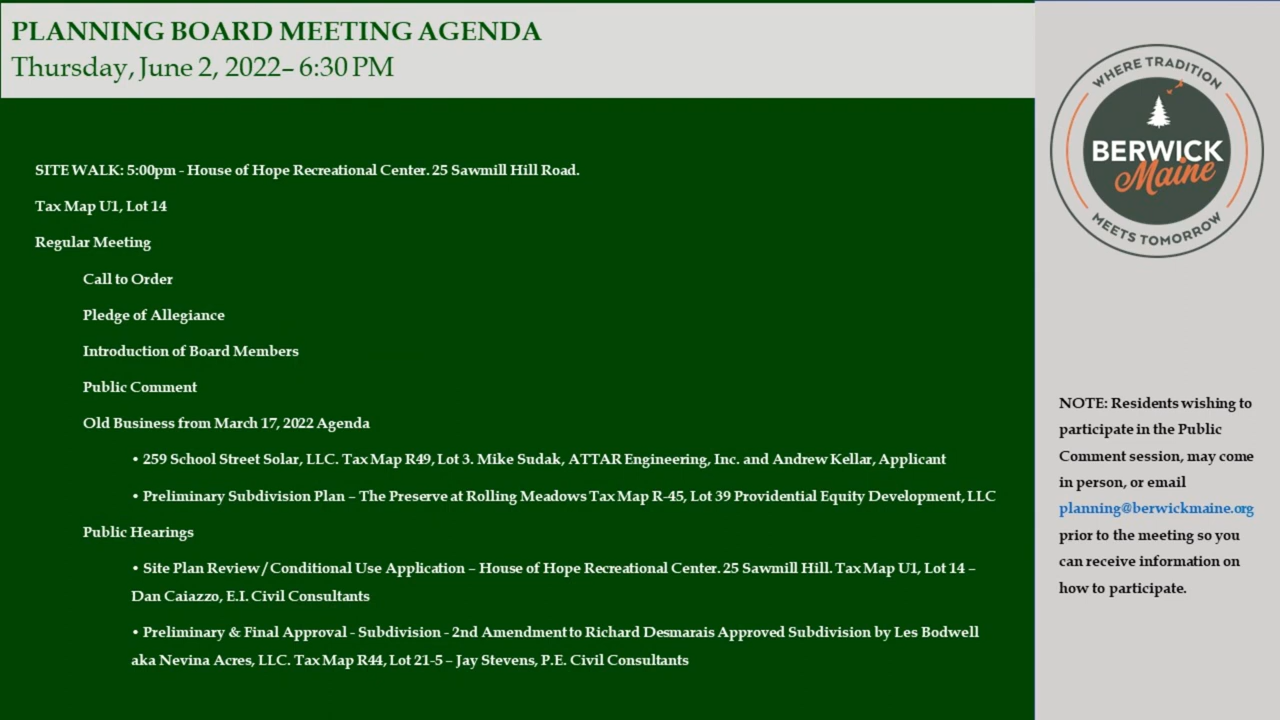 PLANNING BOARD MEETING AGENDA
Thursday, June 2, 2022– 6:30 PM
SITE WALK: 5:00pm - House of Hope Recreational Center. 25 Sawmill Hill Road.
Tax Map U1, Lot 14
Regular Meeting
Call to Order
Pledge of Allegiance
Introduction of Board Members
Public Comment
Old Business from March 17, 2022 Agenda
• 259 School Street Solar, LLC. Tax Map R49, Lot 3. Mike Sudak, ATTAR Engineering, Inc. and Andrew Kellar, Applicant
• Preliminary Subdivision Plan – The Preserve at Rolling Meadows Tax Map R-45, Lot 39 Providential Equity Development, LLC
Public Hearings
• Site Plan Review / Conditional Use Application – House of Hope Recreational Center. 25 Sawmill Hill. Tax Map U1, Lot 14 –
Dan Caiazzo, E.I. Civil Consultants
• Preliminary & Final Approval - Subdivision - 2nd Amendment to Richard Desmarais Approved Subdivision by Les Bodwell
aka Nevina Acres, LLC. Tax Map R44, Lot 21-5 – Jay Stevens, P.E. Civil Consultants
WHERE TRADITION
BERWICK
Maine
MEETS TOMORROW
NOTE: Residents wishing to
participate in the Public
Comment session, may come
in person, or email
planning@berwickmaine.org
prior to the meeting so you
can receive information on
how to participate.